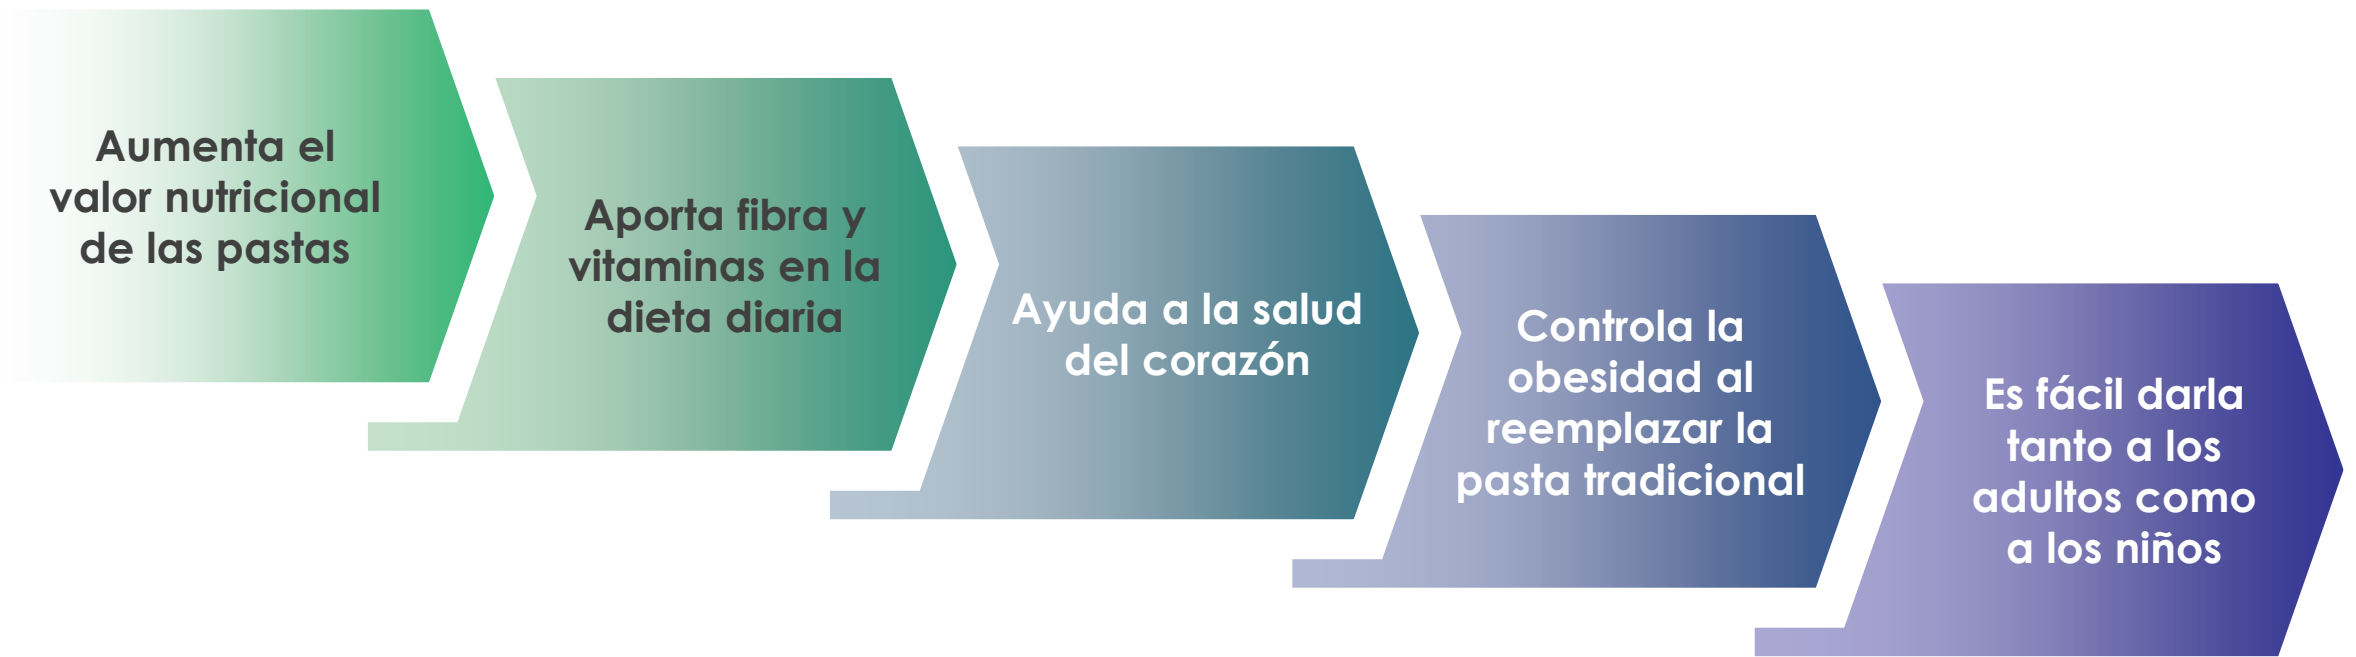 Aumenta el
valor nutricional
de las pastas
Aporta fibra y
vitaminas en la
dieta diaria
Ayuda a la salud
del corazón
Controla la
obesidad al
reemplazar la
pasta tradicional
Es fácil darla
tanto a los
adultos como
a los niños